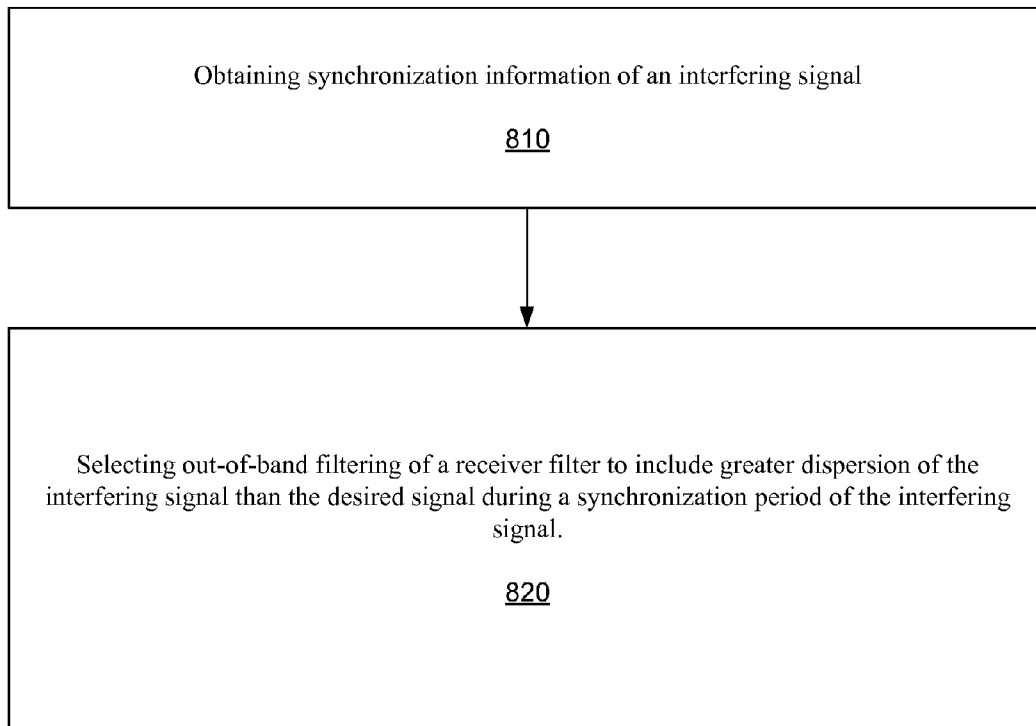 Obtaining synchronization information of an interfering signal
810
Selecting out-of-band filtering of a receiver filter to include greater dispersion of the
interfering signal than the desired signal during a synchronization period of the interfering
signal.
820